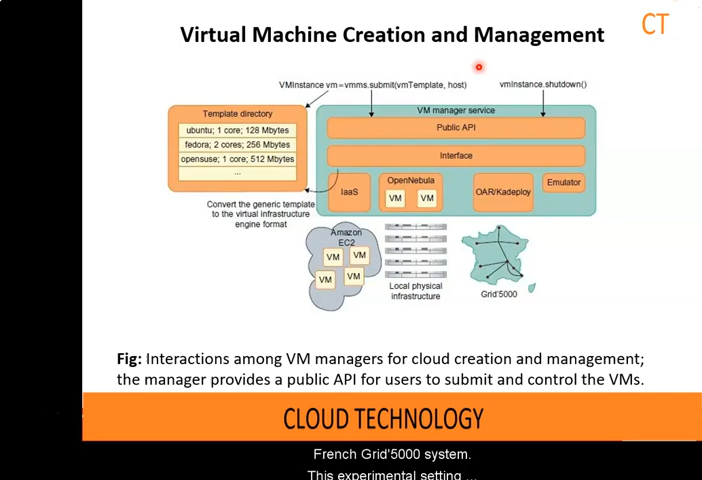 CT
Virtual Machine Creation and Management
VMInstance vm=vmms.submit(vmTemplate, host)
vmInstance.shutdown()
Template directory
ubuntu; 1 core; 128 Mbytes
fedora; 2 cores; 256 Mbytes
opensuse; 1 core; 512 Mbytes
...
VM manager service
Public API
Interface
IaaS
OpenNebula
VM
VM
OAR/Kadeploy
Emulator
Convert the generic template
to the virtual infrastructure
engine format
Amazon
EC2
VM
VM
VM
VM
Local physical
infrastructure
Grid'5000
Fig: Interactions among VM managers for cloud creation and management;
the manager provides a public API for users to submit and control the VMs.
CLOUD TECHNOLOGY
French Grid'5000 system.
This experimental setting ...